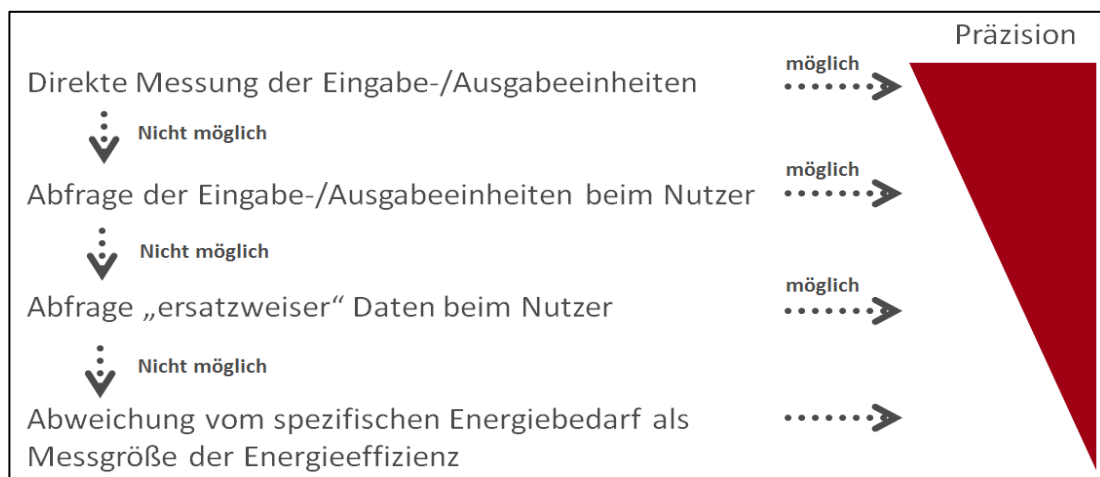 Präzision
Direkte Messung der Eingabe-/Ausgabeeinheiten
möglich
Nicht möglich
Abfrage der Eingabe-/Ausgabeeinheiten beim Nutzer
möglich
Nicht möglich
Abfrage „ersatzweiser“ Daten beim Nutzer
möglich
Nicht möglich
Abweichung vom spezifischen Energiebedarf als
Messgröße der Energieeffizienz